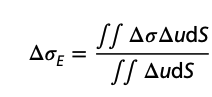 Δσ_E = ∬ ΔσΔudS / ∬ ΔudS